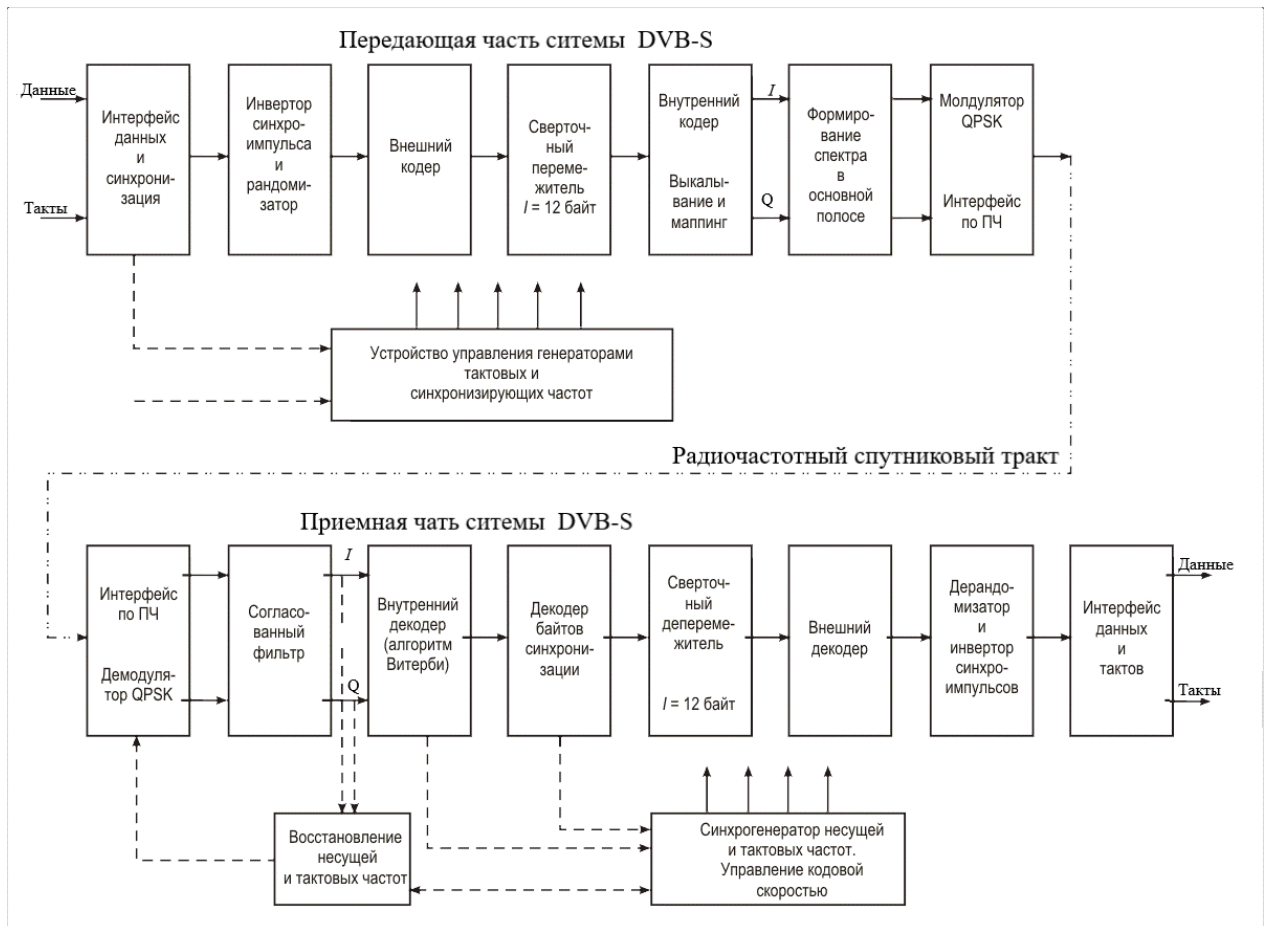 Передающая часть ситемы DVB-S
Данные
Такты
Интерфейс
данных
и
синхрони-
зация
Инвертор
синхро-
импульса
и
рандоми-
затор
Внешний
кодер
Сверточ-
ный
переме-
житель
I = 12 байт
Внутренний
кодер
Выкалы-
вание и
маппинг
I
Q
Формиро-
вание
спектра
в
основной
полосе
Молдулятор
QPSK
Интерфейс
по ПЧ
Устройство управления генераторами
тактовых и
синхронизирующих частот
Радиочастотный спутниковый тракт
Приемная чать ситемы DVB-S
Интерфейс
по ПЧ
Демодуля-
тор QPSK
Согласо-
ванный
фильтр
I
Q
Внутренний
декодер
(алгоритм
Витерби)
Декодер
байтов
синхрони-
зации
Сверточ-
ный
депереме-
житель
I = 12 байт
Внешний
декодер
Дерандо-
мизатор
и
инвертор
синхро-
импульсов
Интерфейс
данных
и
тактов
Данные
Такты
Восстановление
несущей
и тактовых частот
Синхрогенератор несущей
и тактовых частот.
Управление кодовой
скоростью